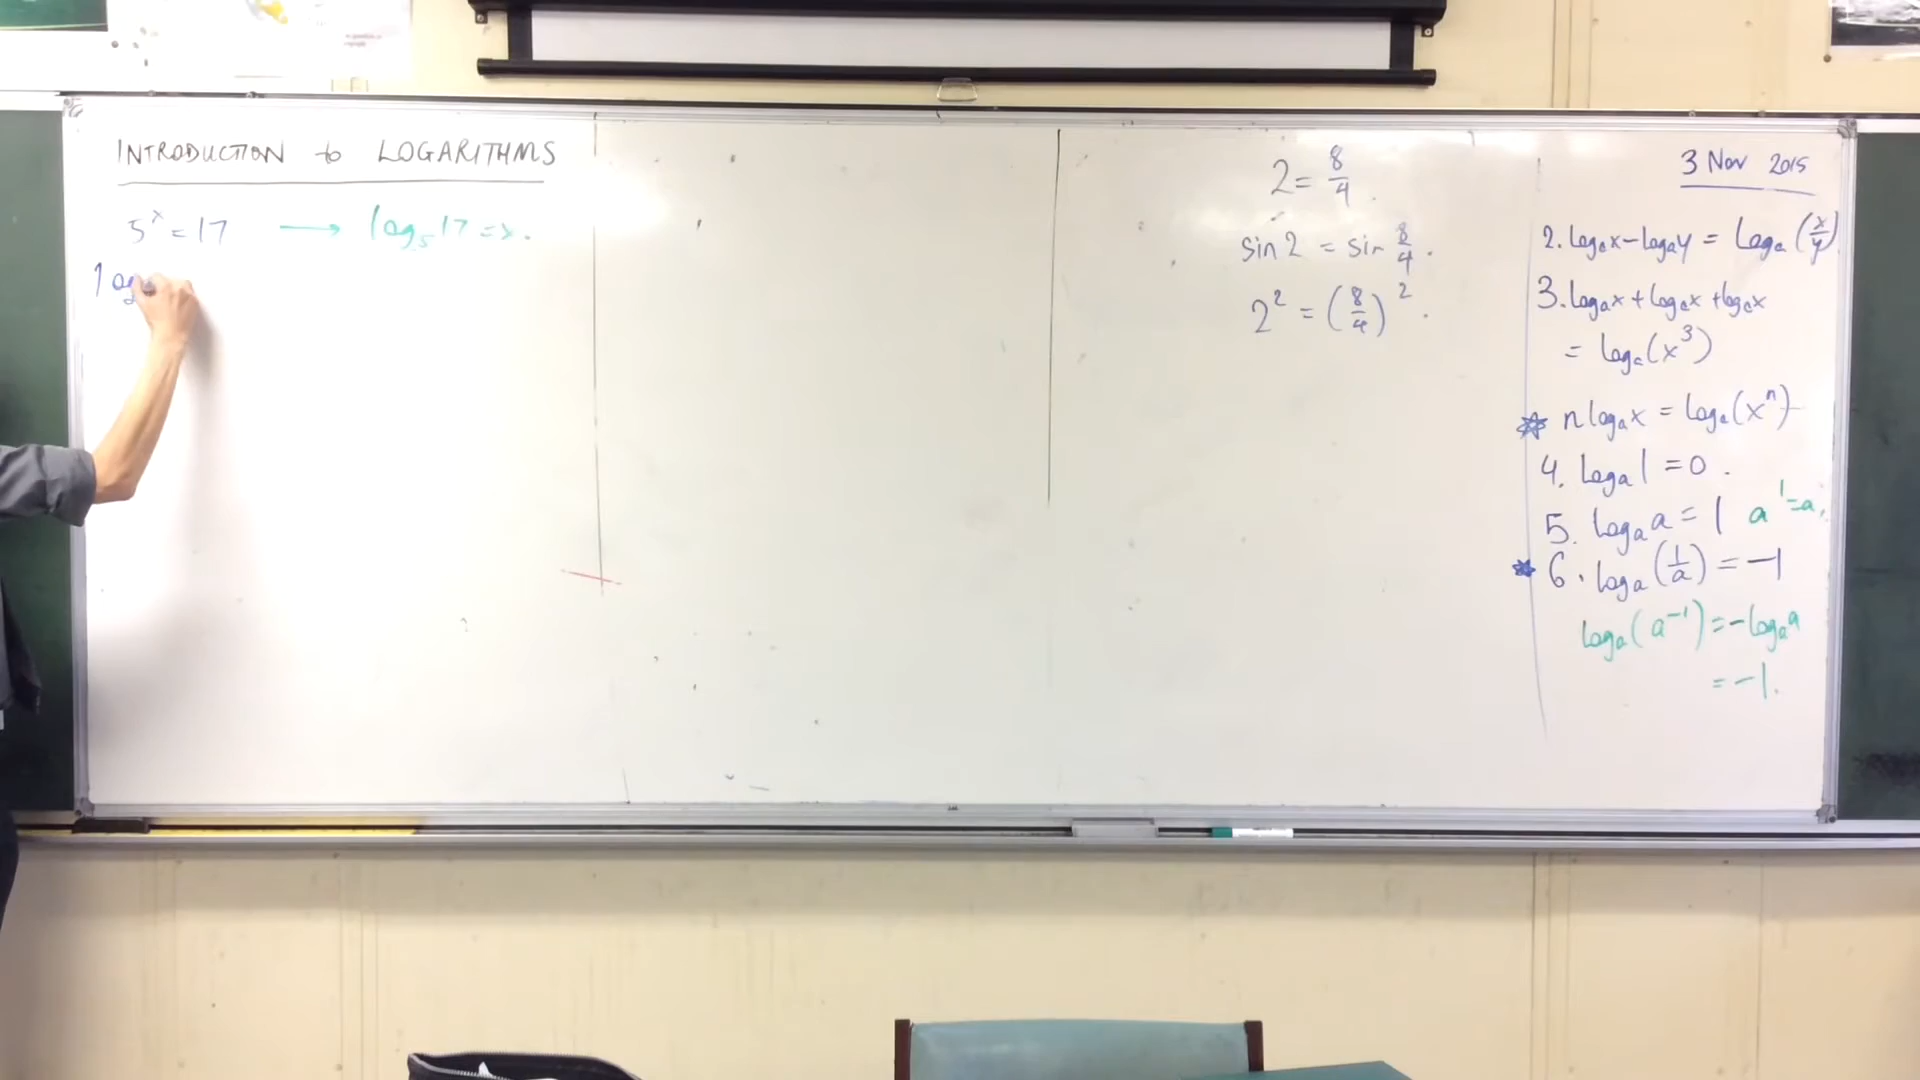 INTRODUCTION to LOGARITHMS
5^x = 17 → log₅17 = x.
log
2 = 8/4.
sin 2 = sin 8/4.
2² = (8/4)².
3 Nov 2015
2. logₐx − logₐy = logₐ(x/y)
3. logₐx + logₐx + logₐx
= logₐ(x³)
n logₐx = logₐ(xⁿ)
4. logₐ1 = 0.
5. logₐa = 1 a¹ = a,
6. logₐ(1/a) = −1
logₐ(a⁻¹) = −logₐa
= −1.